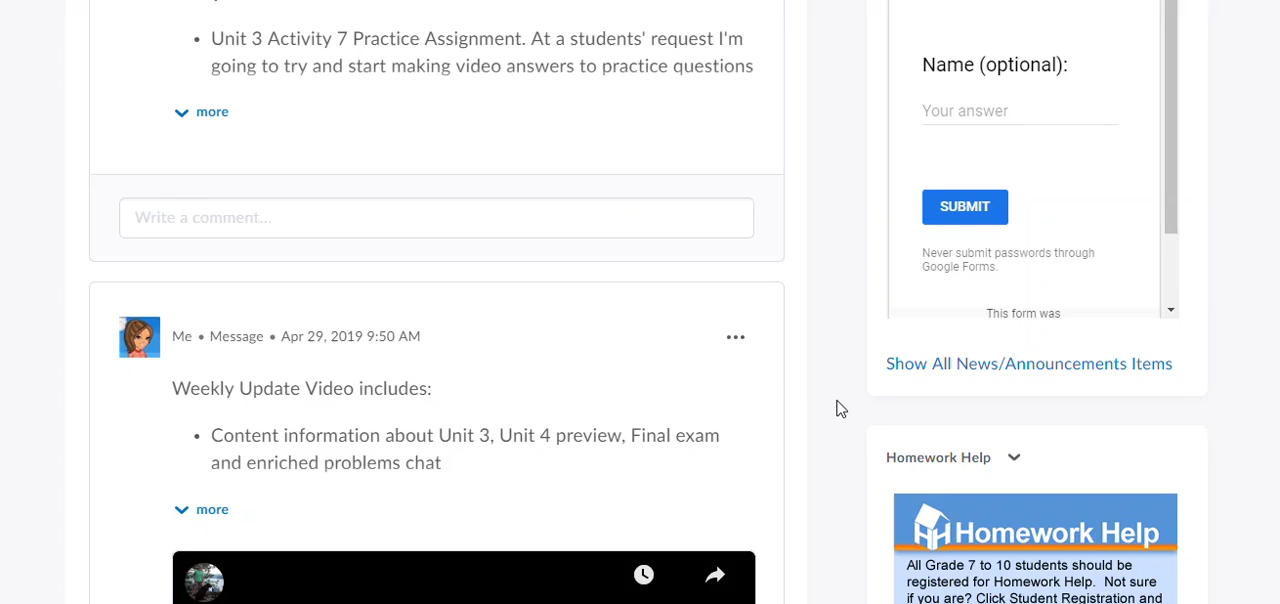 • Unit 3 Activity 7 Practice Assignment. At a students' request I'm
going to try and start making video answers to practice questions
more
Write a comment...
Me • Message • Apr 29, 2019 9:50 AM
Weekly Update Video includes:
• Content information about Unit 3, Unit 4 preview, Final exam
and enriched problems chat
more
Name (optional):
Your answer
SUBMIT
Never submit passwords through
Google Forms.
This form was
Show All News/Announcements Items
Homework Help
HH Homework Help
All Grade 7 to 10 students should be
registered for Homework Help. Not sure
if you are? Click Student Registration and